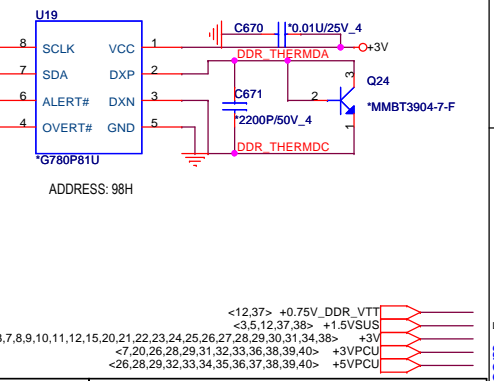 U19
C670 *0.01U/25V_4
8 SCLK VCC 1
+3V
DDR_THERMDA
7 SDA DXP 2
3 Q24
6 ALERT# DXN 3
C671
2 *MMBT3904-7-F
4 OVERT# GND 5
*2200P/50V_4
1
DDR_THERMDC
*G780P81U
ADDRESS: 98H
<12,37> +0.75V_DDR_VTT
<3,5,12,37,38> +1.5VSUS
,7,8,9,10,11,12,15,20,21,22,23,24,25,26,27,28,29,30,31,34,38> +3V
<7,20,26,28,29,31,32,33,36,38,39,40> +3VPCU
<26,28,29,32,33,34,35,36,37,38,39,40> +5VPCU